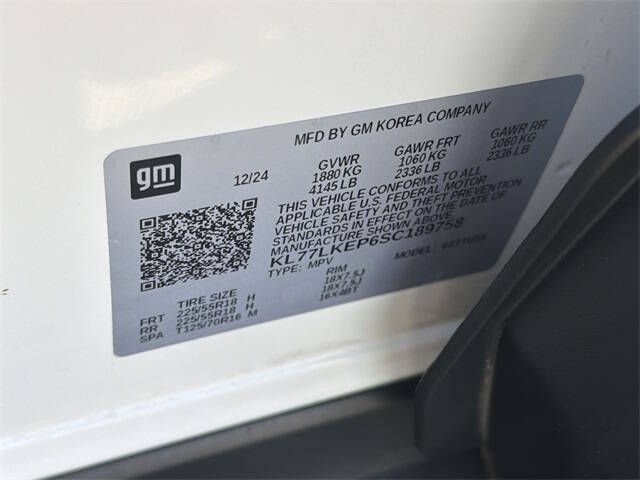 MFD BY GM KOREA COMPANY
gm
12/24
GVWR GAWR FRT GAWR RR
1880 KG 1060 KG 1060 KG
4145 LB 2336 LB 2336 LB
THIS VEHICLE CONFORMS TO ALL
APPLICABLE U.S. FEDERAL MOTOR
VEHICLE SAFETY AND THEFT PREVENTION
STANDARDS IN EFFECT ON THE DATE OF
MANUFACTURE SHOWN ABOVE.
KL77LKEP6SC189758
TYPE: MPV MODEL:
TIRE SIZE RIM
FRT 225/55R18 H 18X7.5J
RR 225/55R18 H 18X7.5J
SPA T125/70R16 M 16X4BT